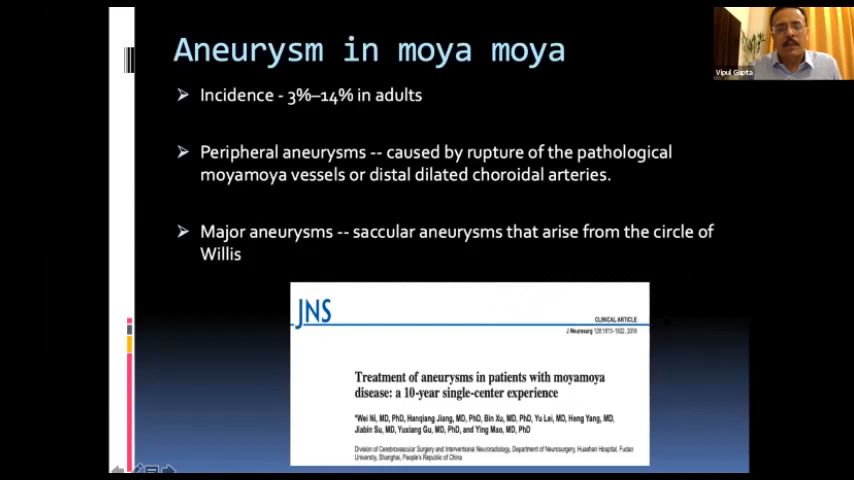 Aneurysm in moya moya
Vipul Gupta
Incidence - 3%–14% in adults
Peripheral aneurysms -- caused by rupture of the pathological
moyamoya vessels or distal dilated choroidal arteries.
Major aneurysms -- saccular aneurysms that arise from the circle of
Willis
JNS
CLINICAL ARTICLE
J Neurosurg
Treatment of aneurysms in patients with moyamoya
disease: a 10-year single-center experience
*Wei Ni, MD, PhD, Hanqiang Jiang, MD, PhD, Bin Xu, MD, PhD, Yu Lei, MD, Heng Yang, MD,
Jiabin Su, MD, Yuxiang Gu, MD, PhD, and Ying Mao, MD, PhD
Division of Cerebrovascular Surgery and Interventional Neuroradiology, Department of Neurosurgery, Huashan Hospital, Fudan
University, Shanghai, People's Republic of China